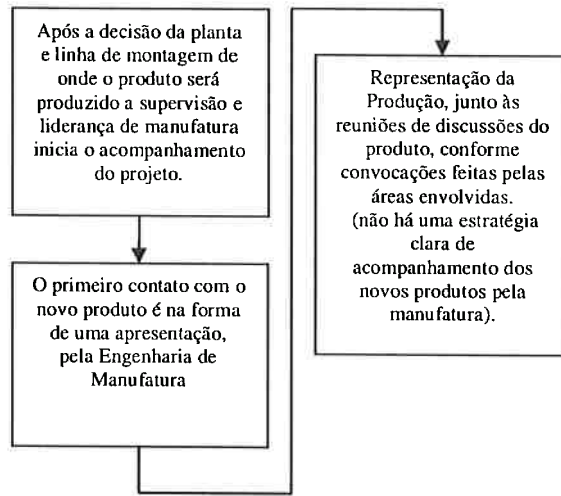 Após a decisão da planta
e linha de montagem de
onde o produto será
produzido a supervisão e
liderança de manufatura
inicia o acompanhamento
do projeto.
O primeiro contato com o
novo produto é na forma
de uma apresentação,
pela Engenharia de
Manufatura
Representação da
Produção, junto às
reuniões de discussões do
produto, conforme
convocações feitas pelas
áreas envolvidas.
(não há uma estratégia
clara de
acompanhamento dos
novos produtos pela
manufatura).